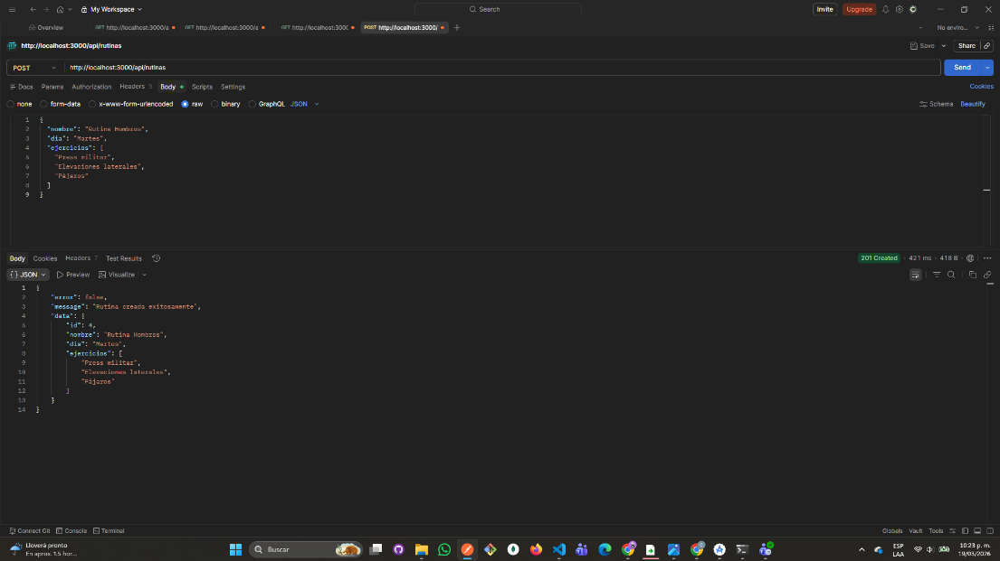 My Workspace
Search
Invite
Upgrade
Overview
GET http://localhost:3000/a
GET http://localhost:3000/a
GET http://localhost:300(
POST http://localhost:3000/
No enviro...
http://localhost:3000/api/rutinas
Save
Share
POST
http://localhost:3000/api/rutinas
Send
Docs
Params
Authorization
Headers 9
Body
Scripts
Settings
Cookies
none
form-data
x-www-form-urlencoded
raw
binary
GraphQL
JSON
Schema
Beautify
1 {
2 "nombre": "Rutina Hombros",
3 "dia": "Martes",
4 "ejercicios": [
5 "Press militar",
6 "Elevaciones laterales",
7 "Pájaros"
8 ]
9 }
Body
Cookies
Headers 7
Test Results
201 Created
421 ms
418 B
{} JSON
Preview
Visualize
1 {
2 "error": false,
3 "message": "Rutina creada exitosamente",
4 "data": {
5 "id": 4,
6 "nombre": "Rutina Hombros",
7 "dia": "Martes",
8 "ejercicios": [
9 "Press militar",
10 "Elevaciones laterales",
11 "Pájaros"
12 ]
13 }
14 }
Connect Git
Console
Terminal
Globals
Vault
Tools
Lloverá pronto
En aprox. 1.5 hor...
Buscar
ESP
LAA
10:23 p. m.
19/03/2026